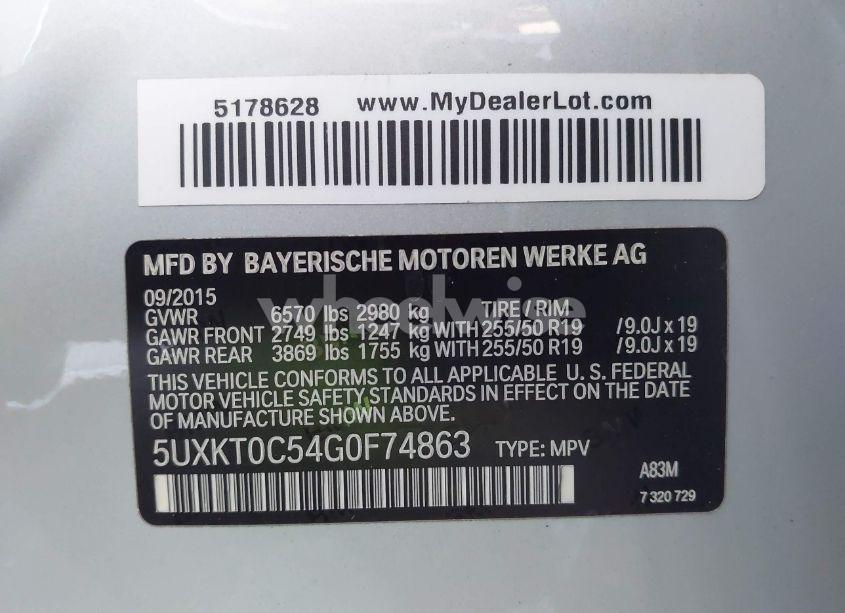 5178628 www.MyDealerLot.com
MFD BY BAYERISCHE MOTOREN WERKE AG
09/2015 TIRE / RIM
GVWR 6570 lbs 2980 kg
GAWR FRONT 2749 lbs 1247 kg WITH 255/50 R19 /9.0J x 19
GAWR REAR 3869 lbs 1755 kg WITH 255/50 R19 /9.0J x 19
THIS VEHICLE CONFORMS TO ALL APPLICABLE U. S. FEDERAL
MOTOR VEHICLE SAFETY STANDARDS IN EFFECT ON THE DATE
OF MANUFACTURE SHOWN ABOVE.
5UXKT0C54G0F74863 TYPE: MPV
A83M
7 320 729
wheelwise